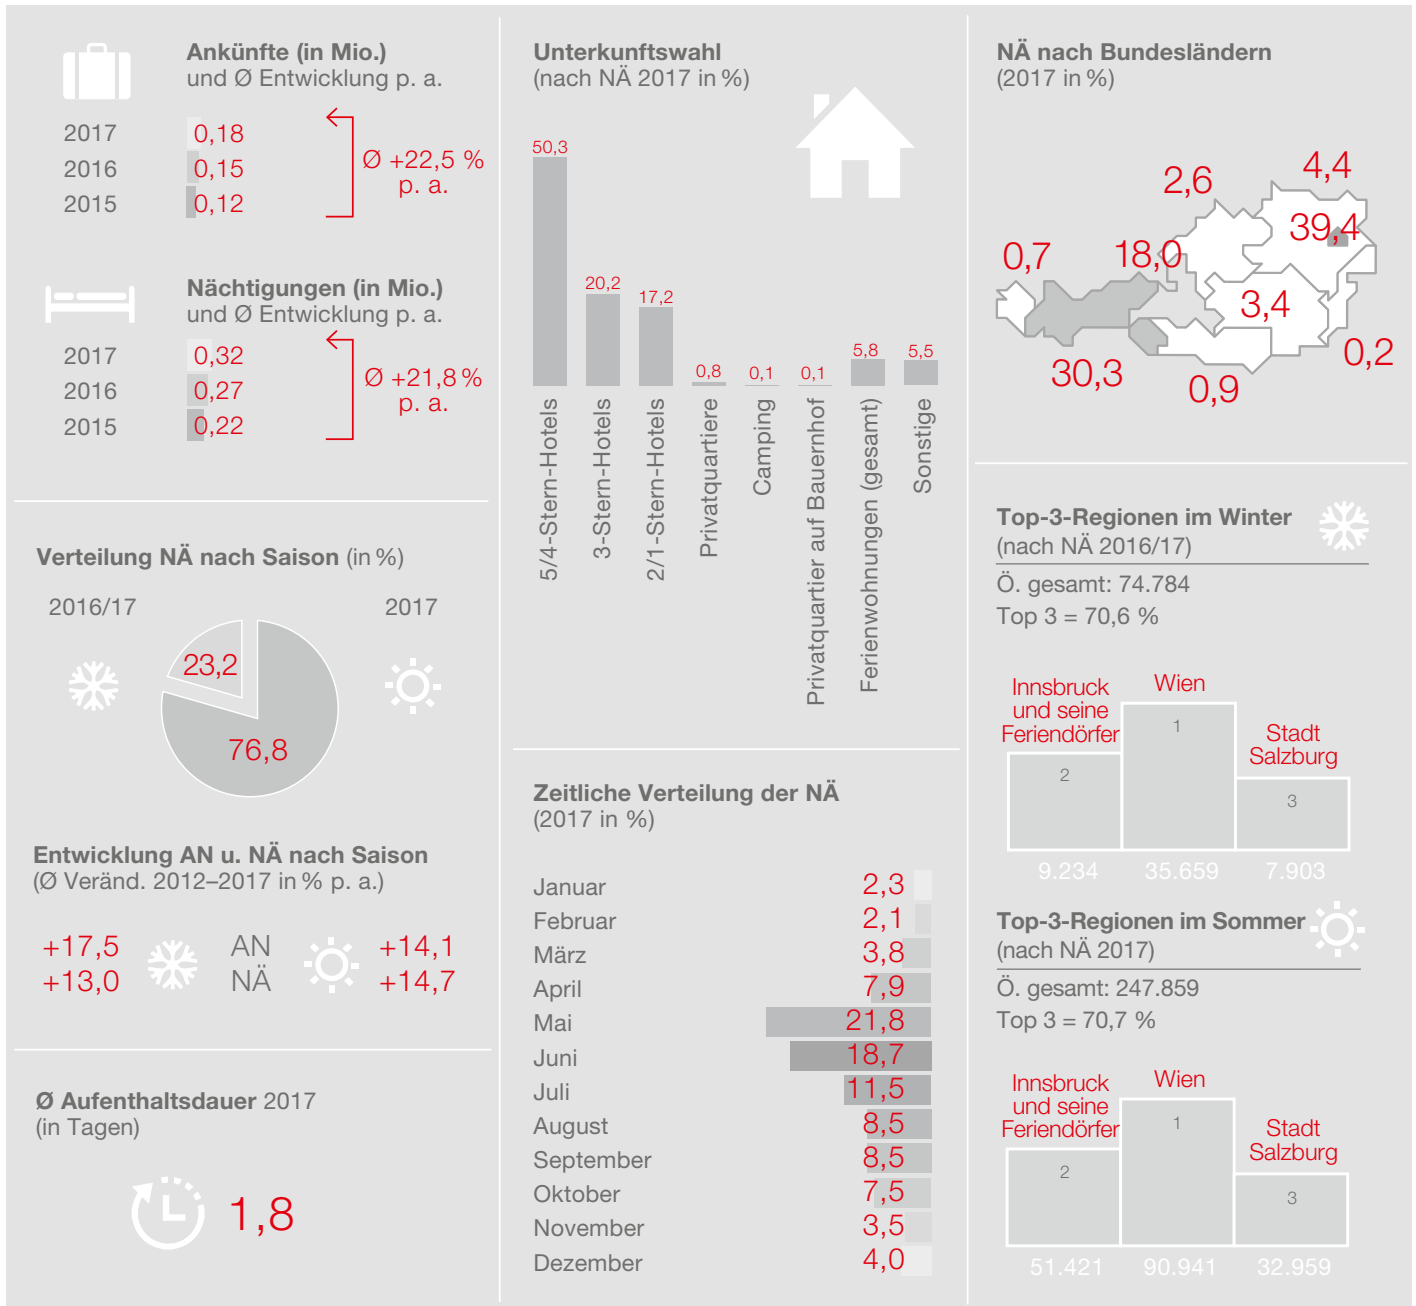 Ankünfte (in Mio.)
und Ø Entwicklung p. a.
2017 0,18
2016 0,15
2015 0,12
Ø +22,5 %
p. a.
Nächtigungen (in Mio.)
und Ø Entwicklung p. a.
2017 0,32
2016 0,27
2015 0,22
Ø +21,8 %
p. a.
Verteilung NÄ nach Saison (in %)
2016/17 2017
23,2
76,8
Entwicklung AN u. NÄ nach Saison
(Ø Veränd. 2012–2017 in % p. a.)
+17,5 AN +14,1
+13,0 NÄ +14,7
Ø Aufenthaltsdauer 2017
(in Tagen)
1,8
Unterkunftswahl
(nach NÄ 2017 in %)
50,3
20,2
17,2
0,8
0,1
0,1
5,8
5,5
5/4-Stern-Hotels
3-Stern-Hotels
2/1-Stern-Hotels
Privatquartiere
Camping
Privatquartier auf Bauernhof
Ferienwohnungen (gesamt)
Sonstige
Zeitliche Verteilung der NÄ
(2017 in %)
Januar 2,3
Februar 2,1
März 3,8
April 7,9
Mai 21,8
Juni 18,7
Juli 11,5
August 8,5
September 8,5
Oktober 7,5
November 3,5
Dezember 4,0
NÄ nach Bundesländern
(2017 in %)
4,4
2,6
39,4
18,0
0,7
3,4
0,2
30,3
0,9
Top-3-Regionen im Winter
(nach NÄ 2016/17)
Ö. gesamt: 74.784
Top 3 = 70,6 %
Innsbruck
und seine
Feriendörfer
Wien
Stadt
Salzburg
1
2
3
9.234 35.659 7.903
Top-3-Regionen im Sommer
(nach NÄ 2017)
Ö. gesamt: 247.859
Top 3 = 70,7 %
Innsbruck
und seine
Feriendörfer
Wien
Stadt
Salzburg
1
2
3
51.421 90.941 32.959